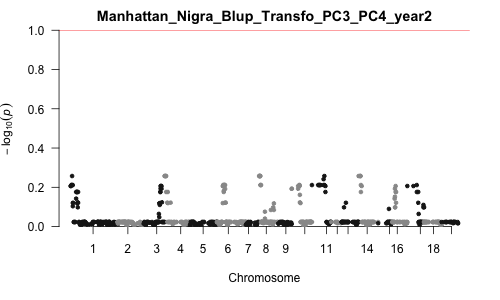 Manhattan_Nigra_Blup_Transfo_PC3_PC4_year2
1.0
0.8
0.6
0.4
0.2
0.0
−log10(p)
1 2 3 4 5 6 7 8 9 11 14 16 18
Chromosome